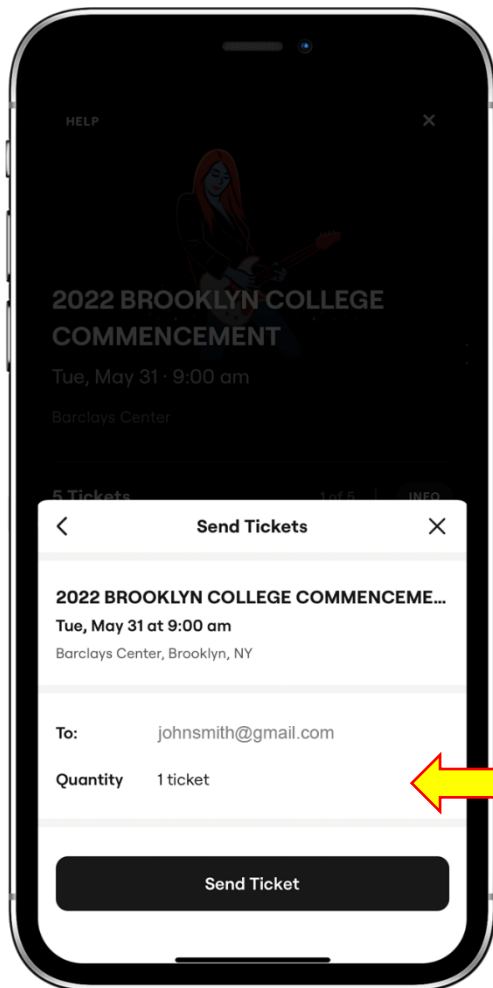 HELP
2022 BROOKLYN COLLEGE
COMMENCEMENT
Tue, May 31 · 9:00 am
Barclays Center
5 Tickets 1 of 5 | INFO
Send Tickets
2022 BROOKLYN COLLEGE COMMENCEME...
Tue, May 31 at 9:00 am
Barclays Center, Brooklyn, NY
To: johnsmith@gmail.com
Quantity 1 ticket
Send Ticket